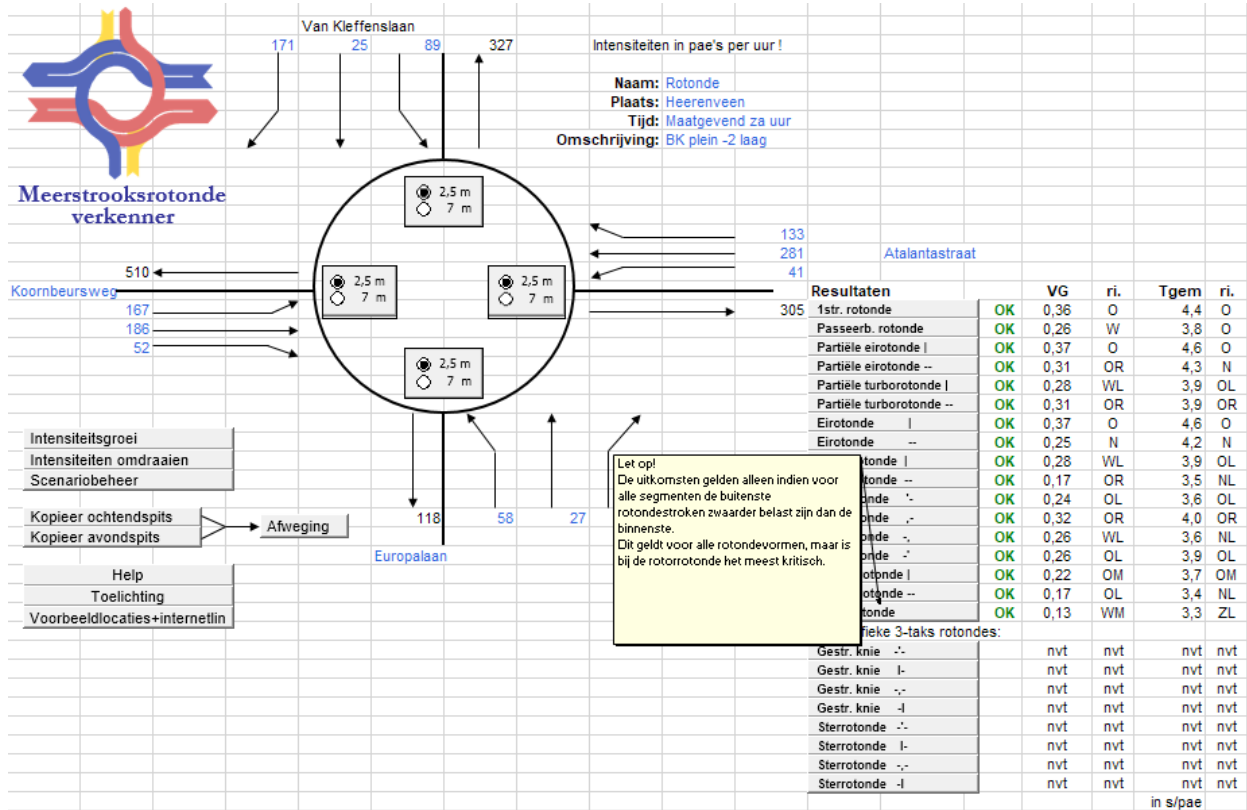 Van Kleffenslaan
171 25 89 327 Intensiteiten in pae's per uur !
Naam: Rotonde
Plaats: Heerenveen
Tijd: Maatgevend za uur
Omschrijving: BK plein -2 laag
Meerstrooksrotonde
verkenner
2,5 m
7 m
133
281 Atalantastraat
41
510
2,5 m
7 m
2,5 m
7 m
Koornbeursweg
167
186
52
305
2,5 m
7 m
118 58 27
Europalaan
Intensiteitsgroei
Intensiteiten omdraaien
Scenariobeheer
Kopieer ochtendspits
Kopieer avondspits
Afweging
Help
Toelichting
Voorbeeldlocaties+internetlin
Let op!
De uitkomsten gelden alleen indien voor
alle segmenten de buitenste
rotondestroken zwaarder belast zijn dan de
binnenste.
Dit geldt voor alle rotondevormen, maar is
bij de rotorrotonde het meest kritisch.
Resultaten VG ri. Tgem ri.
1str. rotonde OK 0,36 O 4,4 O
Passeerb. rotonde OK 0,26 W 3,8 O
Partiële eirotonde | OK 0,37 O 4,6 O
Partiële eirotonde -- OK 0,31 OR 4,3 N
Partiële turborotonde | OK 0,28 WL 3,9 OL
Partiële turborotonde -- OK 0,31 OR 3,9 OR
Eirotonde | OK 0,37 O 4,6 O
Eirotonde -- OK 0,25 N 4,2 N
tonde | OK 0,28 WL 3,9 OL
tonde -- OK 0,17 OR 3,5 NL
onde '- OK 0,24 OL 3,6 OL
onde ,- OK 0,32 OR 4,0 OR
onde -, OK 0,26 WL 3,6 NL
onde -' OK 0,26 OL 3,9 OL
otonde | OK 0,22 OM 3,7 OM
otonde -- OK 0,17 OL 3,4 NL
tonde OK 0,13 WM 3,3 ZL
fieke 3-taks rotondes:
Gestr. knie -'- nvt nvt nvt nvt
Gestr. knie I- nvt nvt nvt nvt
Gestr. knie -,- nvt nvt nvt nvt
Gestr. knie -I nvt nvt nvt nvt
Sterrotonde -'- nvt nvt nvt nvt
Sterrotonde I- nvt nvt nvt nvt
Sterrotonde -,- nvt nvt nvt nvt
Sterrotonde -I nvt nvt nvt nvt
in s/pae